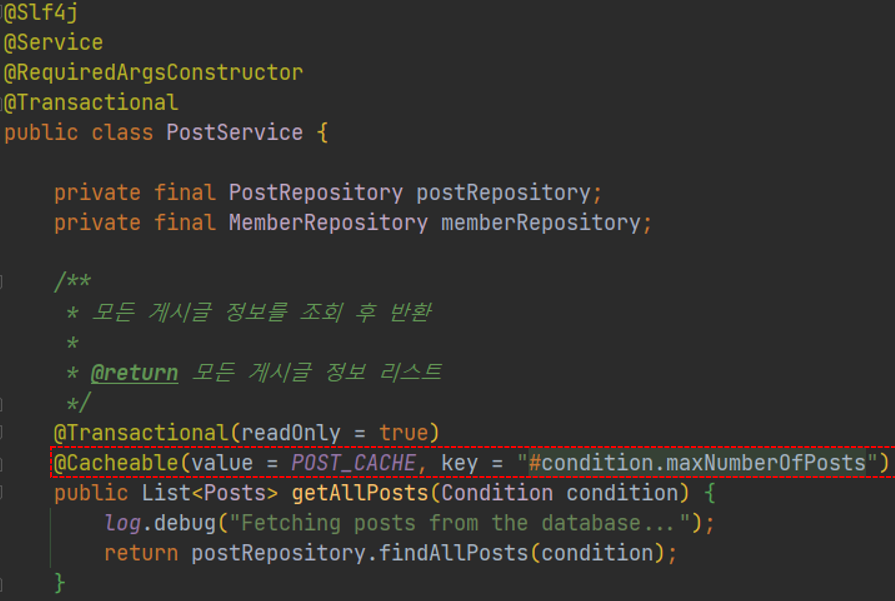 @Slf4j
@Service
@RequiredArgsConstructor
@Transactional
public class PostService {
private final PostRepository postRepository;
private final MemberRepository memberRepository;
/**
* 모든 게시글 정보를 조회 후 반환
*
* @return 모든 게시글 정보 리스트
*/
@Transactional(readOnly = true)
@Cacheable(value = POST_CACHE, key = "#condition.maxNumberOfPosts")
public List<Posts> getAllPosts(Condition condition) {
log.debug("Fetching posts from the database...");
return postRepository.findAllPosts(condition);
}